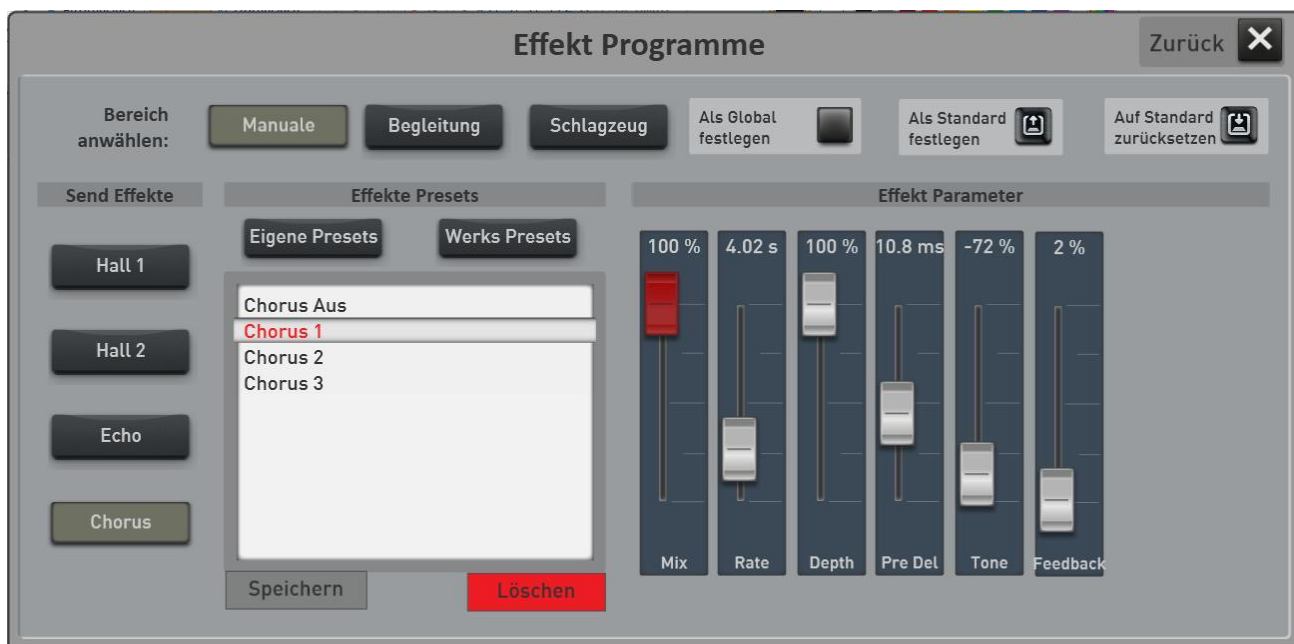 Effekt Programme
Zurück
Bereich
anwählen:
Manuale
Begleitung
Schlagzeug
Als Global
festlegen
Als Standard
festlegen
Auf Standard
zurücksetzen
Send Effekte
Effekte Presets
Effekt Parameter
Hall 1
Hall 2
Echo
Chorus
Eigene Presets
Werks Presets
Chorus Aus
Chorus 1
Chorus 2
Chorus 3
Speichern
Löschen
100 %
4.02 s
100 %
10.8 ms
-72 %
2 %
Mix
Rate
Depth
Pre Del
Tone
Feedback